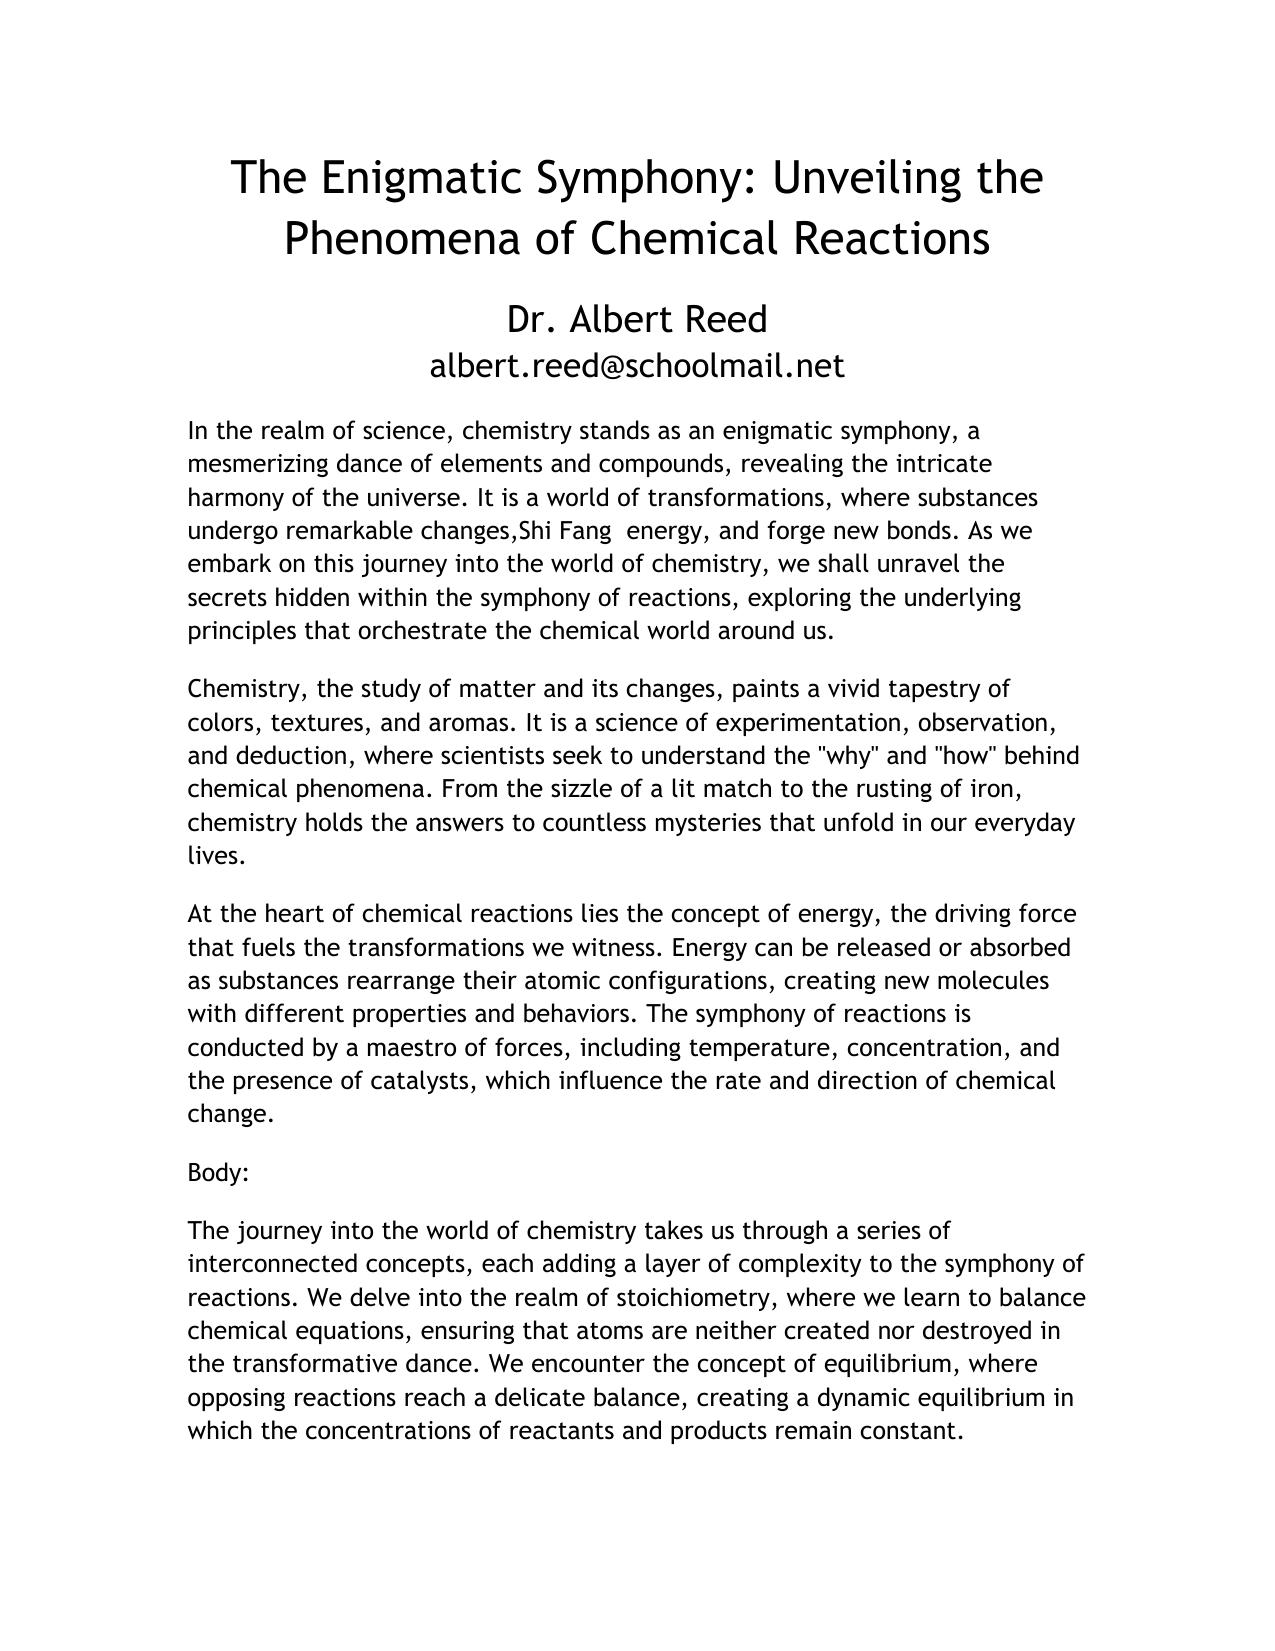 The Enigmatic Symphony: Unveiling the
Phenomena of Chemical Reactions
Dr. Albert Reed
albert.reed@schoolmail.net
In the realm of science, chemistry stands as an enigmatic symphony, a
mesmerizing dance of elements and compounds, revealing the intricate
harmony of the universe. It is a world of transformations, where substances
undergo remarkable changes,Shi Fang  energy, and forge new bonds. As we
embark on this journey into the world of chemistry, we shall unravel the
secrets hidden within the symphony of reactions, exploring the underlying
principles that orchestrate the chemical world around us.
Chemistry, the study of matter and its changes, paints a vivid tapestry of
colors, textures, and aromas. It is a science of experimentation, observation,
and deduction, where scientists seek to understand the "why" and "how" behind
chemical phenomena. From the sizzle of a lit match to the rusting of iron,
chemistry holds the answers to countless mysteries that unfold in our everyday
lives.
At the heart of chemical reactions lies the concept of energy, the driving force
that fuels the transformations we witness. Energy can be released or absorbed
as substances rearrange their atomic configurations, creating new molecules
with different properties and behaviors. The symphony of reactions is
conducted by a maestro of forces, including temperature, concentration, and
the presence of catalysts, which influence the rate and direction of chemical
change.
Body:
The journey into the world of chemistry takes us through a series of
interconnected concepts, each adding a layer of complexity to the symphony of
reactions. We delve into the realm of stoichiometry, where we learn to balance
chemical equations, ensuring that atoms are neither created nor destroyed in
the transformative dance. We encounter the concept of equilibrium, where
opposing reactions reach a delicate balance, creating a dynamic equilibrium in
which the concentrations of reactants and products remain constant.